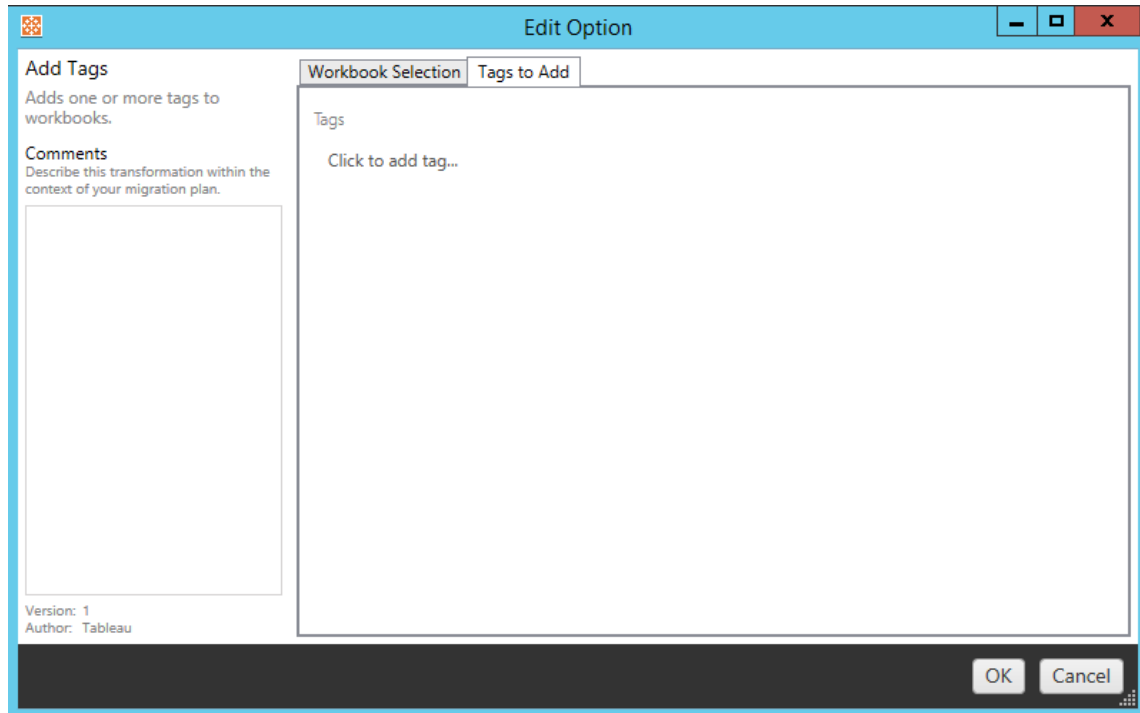 Edit Option
Add Tags
Adds one or more tags to
workbooks.
Comments
Describe this transformation within the
context of your migration plan.
Version: 1
Author: Tableau
Workbook Selection
Tags to Add
Tags
Click to add tag...
OK
Cancel